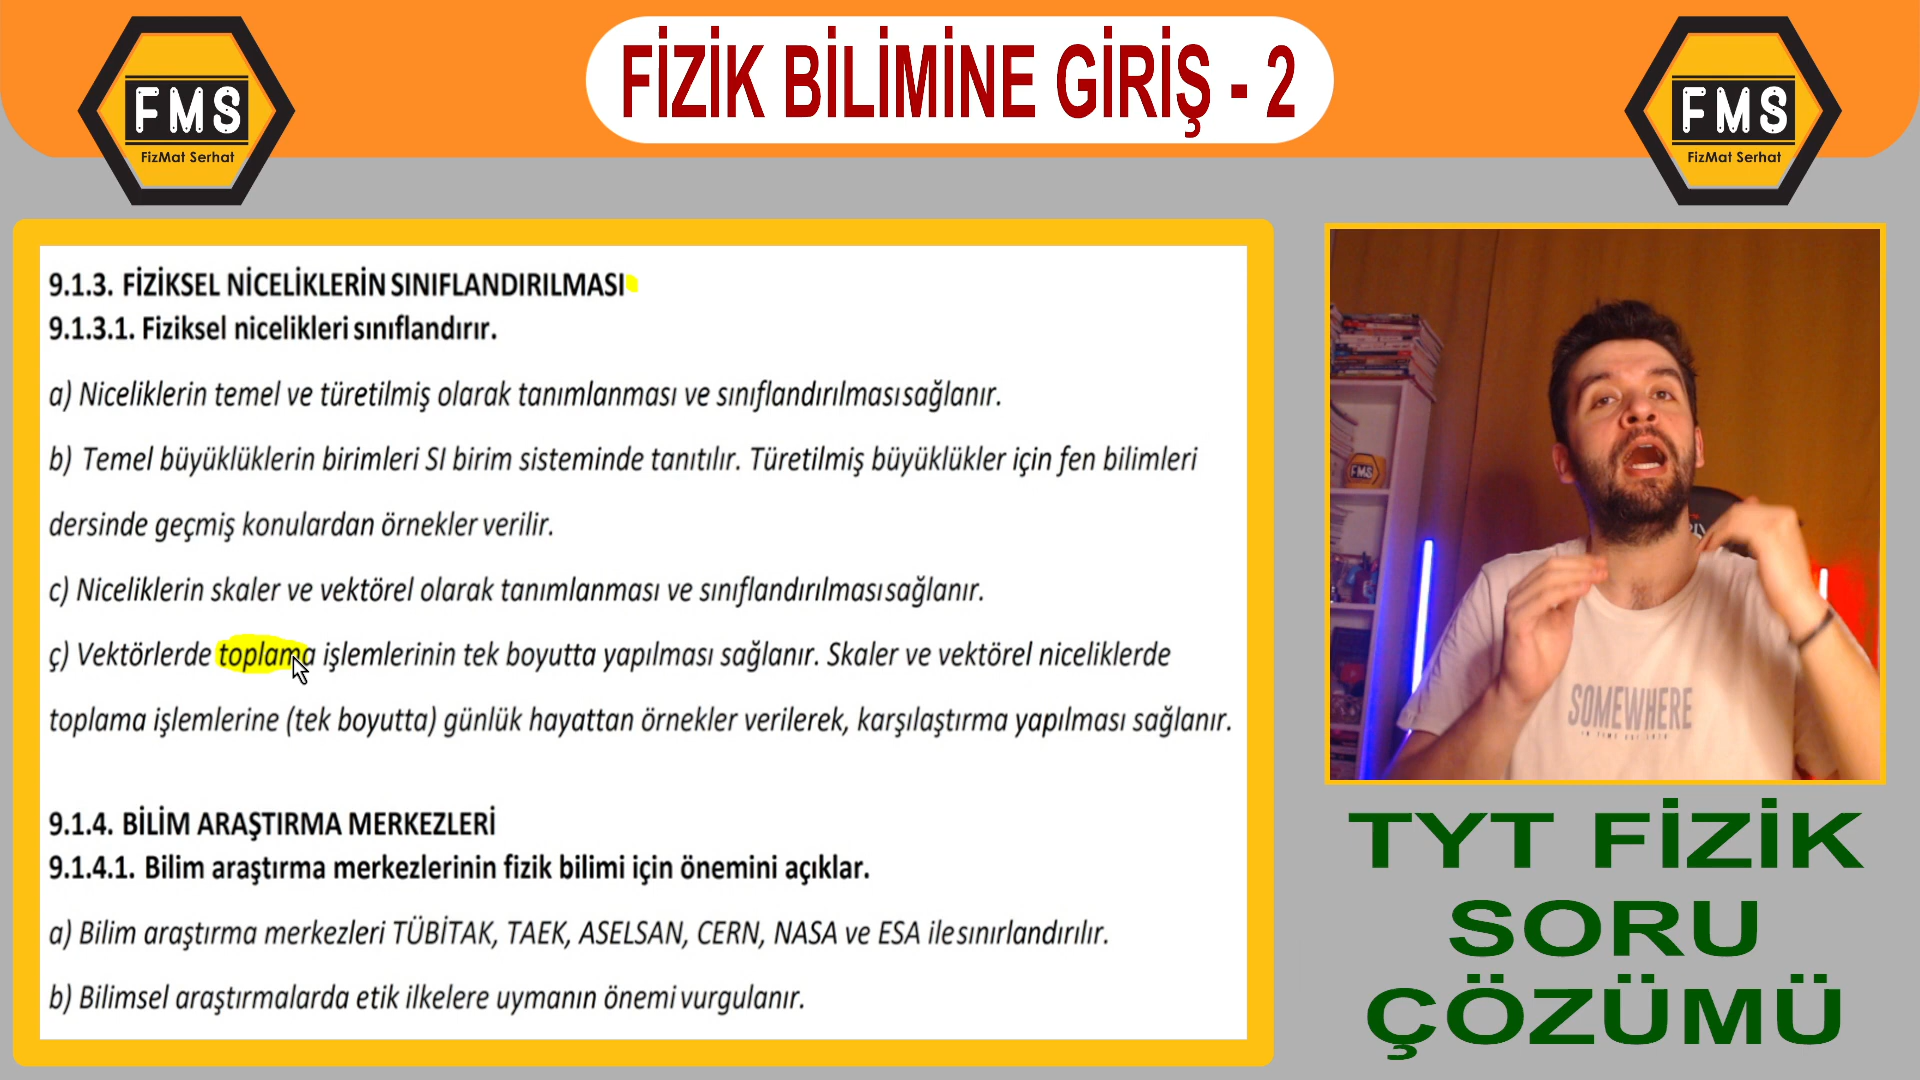 FMS
FizMat Serhat
FİZİK BİLİMİNE GİRİŞ - 2
FMS
FizMat Serhat
9.1.3. FİZİKSEL NİCELİKLERİN SINIFLANDIRILMASI
9.1.3.1. Fiziksel nicelikleri sınıflandırır.
a) Niceliklerin temel ve türetilmiş olarak tanımlanması ve sınıflandırılması sağlanır.
b) Temel büyüklüklerin birimleri SI birim sisteminde tanıtılır. Türetilmiş büyüklükler için fen bilimleri
dersinde geçmiş konulardan örnekler verilir.
c) Niceliklerin skaler ve vektörel olarak tanımlanması ve sınıflandırılması sağlanır.
ç) Vektörlerde toplama işlemlerinin tek boyutta yapılması sağlanır. Skaler ve vektörel niceliklerde
toplama işlemlerine (tek boyutta) günlük hayattan örnekler verilerek, karşılaştırma yapılması sağlanır.
9.1.4. BİLİM ARAŞTIRMA MERKEZLERİ
9.1.4.1. Bilim araştırma merkezlerinin fizik bilimi için önemini açıklar.
a) Bilim araştırma merkezleri TÜBİTAK, TAEK, ASELSAN, CERN, NASA ve ESA ile sınırlandırılır.
b) Bilimsel araştırmalarda etik ilkelere uymanın önemi vurgulanır.
FMS
SOMEWHERE
TYT FİZİK
SORU
ÇÖZÜMÜ